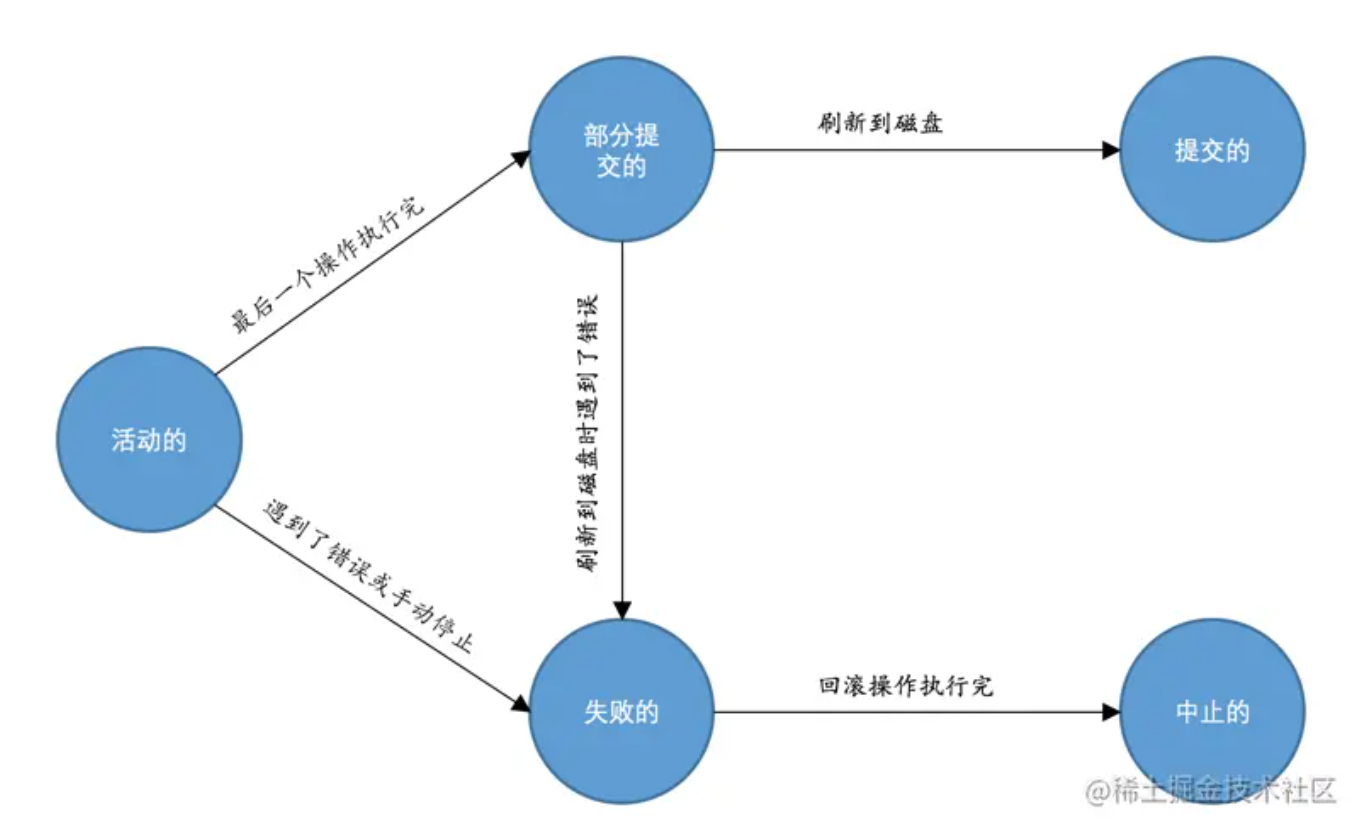 部分提
交的
刷新到磁盘
提交的
最后一个操作执行完
刷新到磁盘时遇到了错误
活动的
遇到了错误或手动停止
失败的
回滚操作执行完
中止的
@稀土掘金技术社区